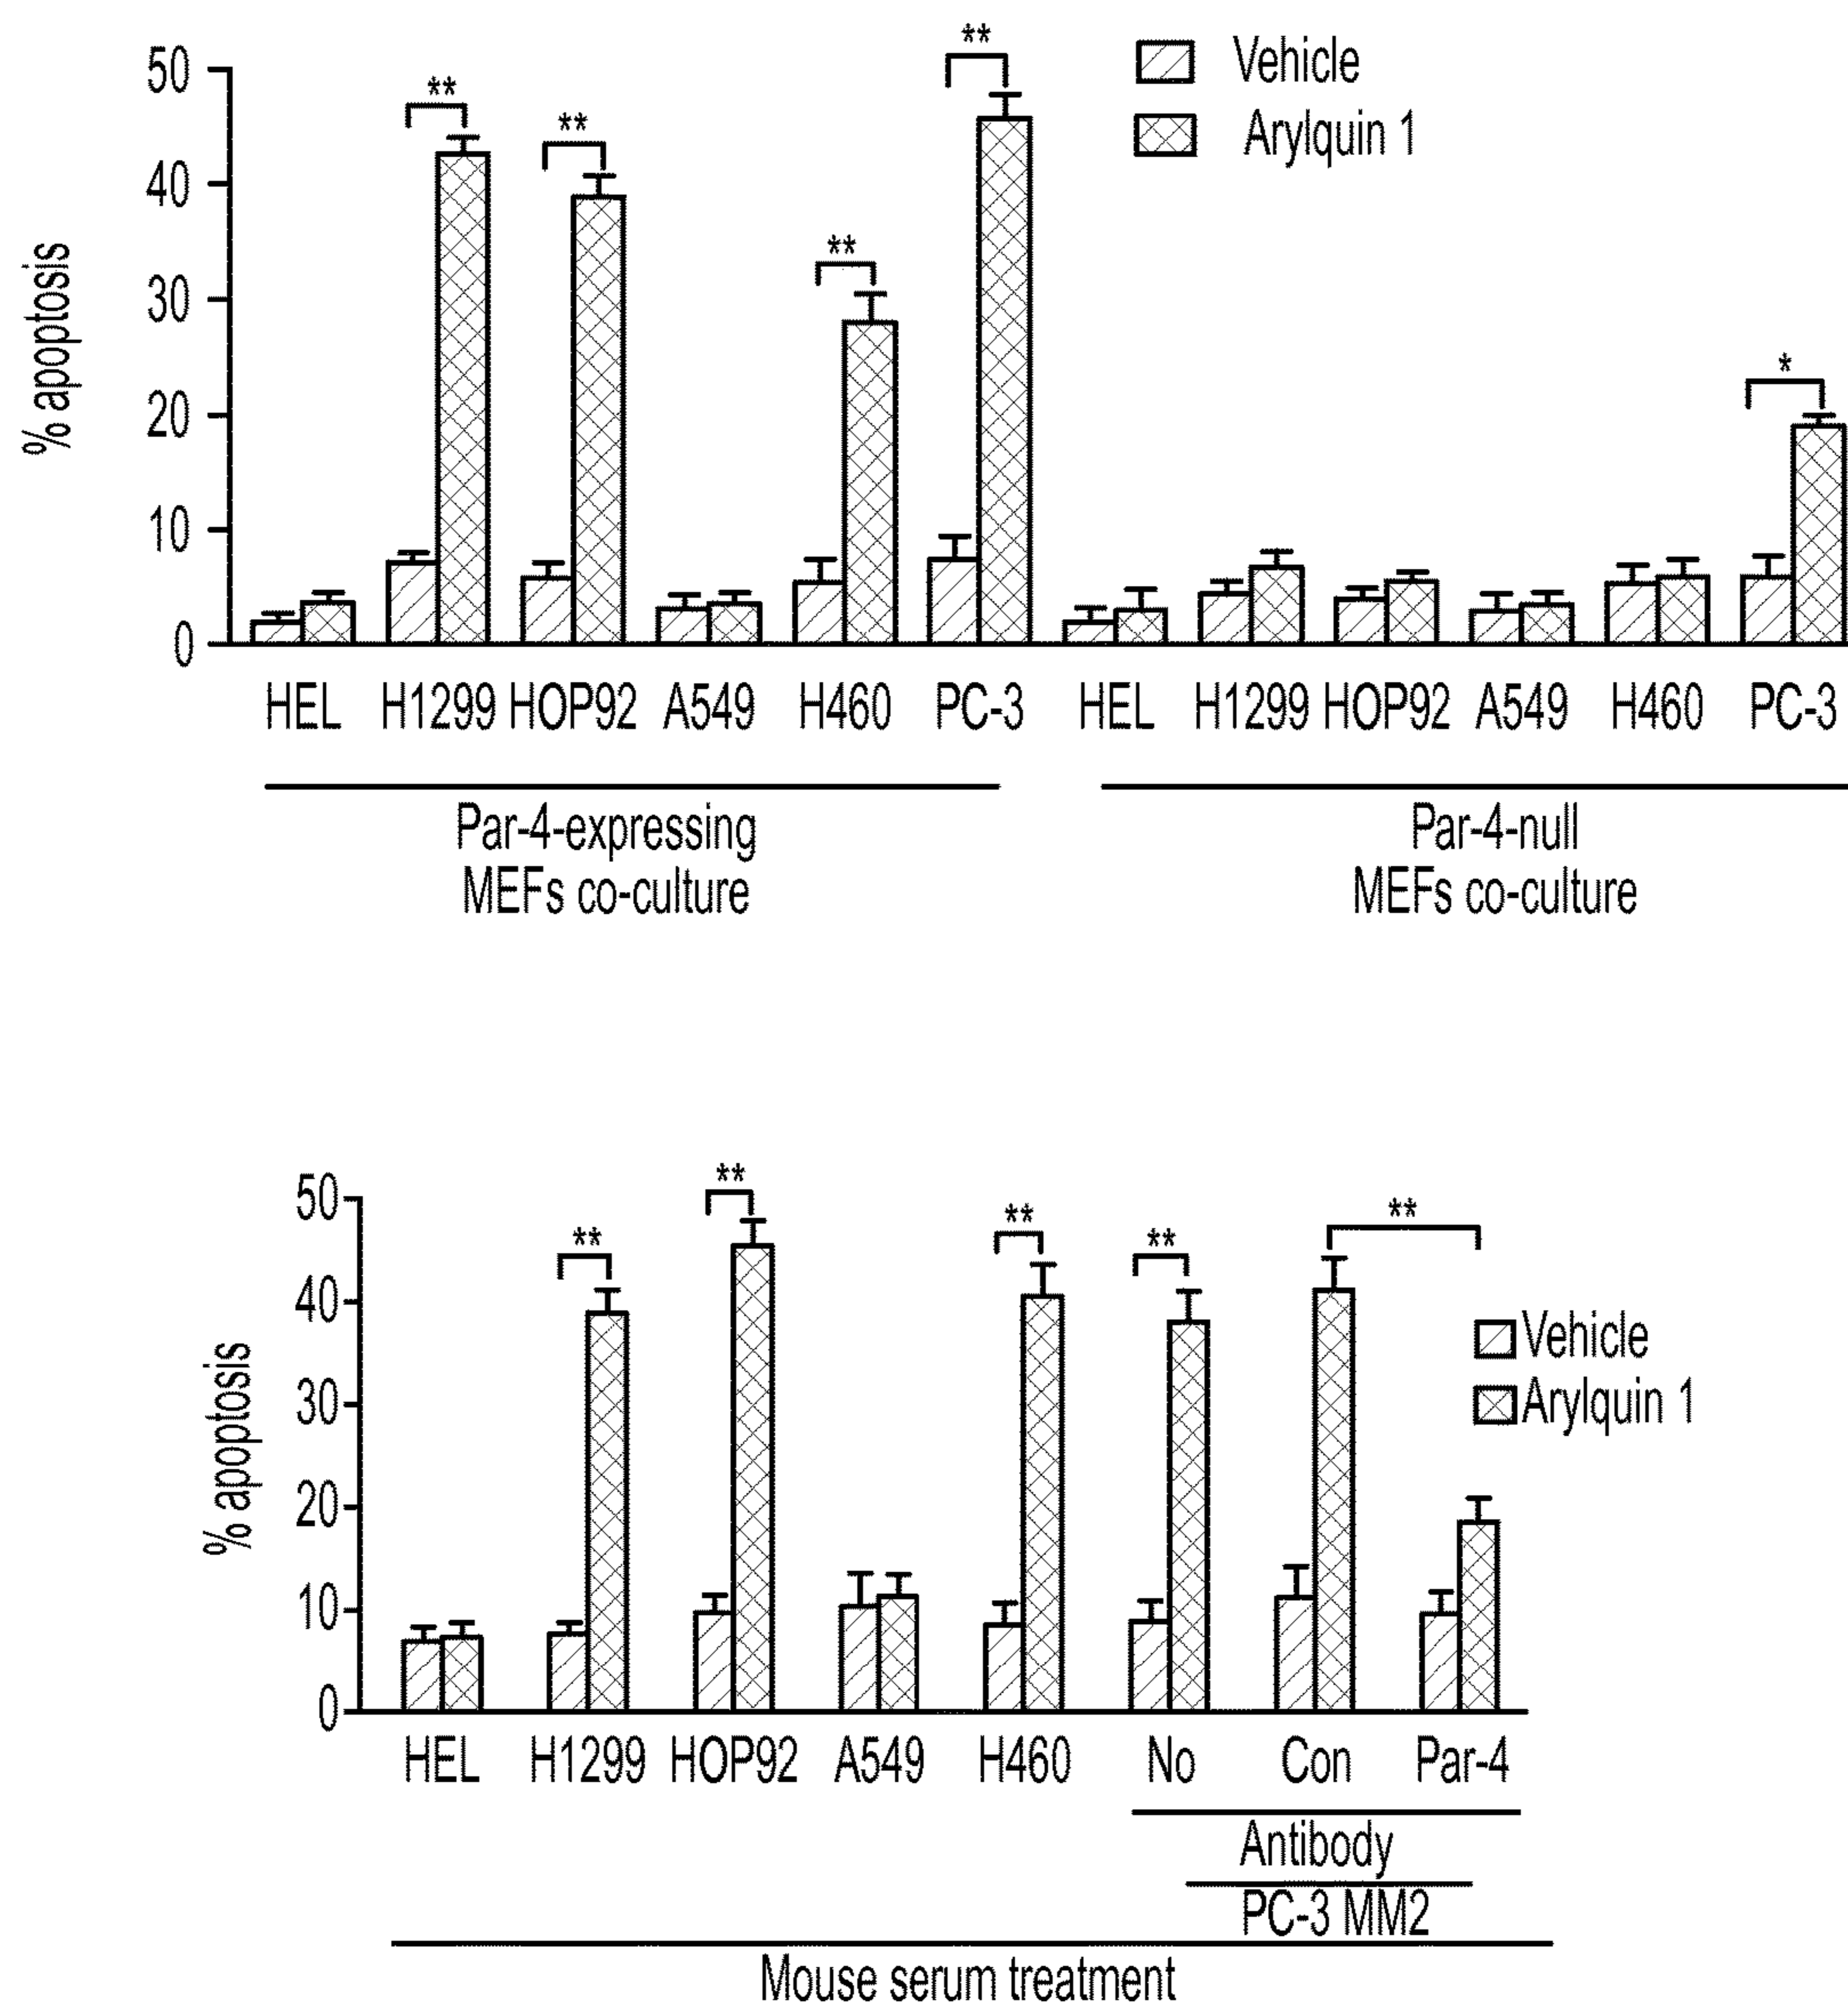 50
40
30
20
10
0
% apoptosis
**
**
**
**
*
Vehicle
Arylquin 1
HEL H1299 HOP92 A549 H460 PC-3 HEL H1299 HOP92 A549 H460 PC-3
Par-4-expressing
MEFs co-culture
Par-4-null
MEFs co-culture
50
40
30
20
10
0
% apoptosis
**
**
**
**
**
Vehicle
Arylquin 1
HEL H1299 HOP92 A549 H460 No Con Par-4
Antibody
PC-3 MM2
Mouse serum treatment